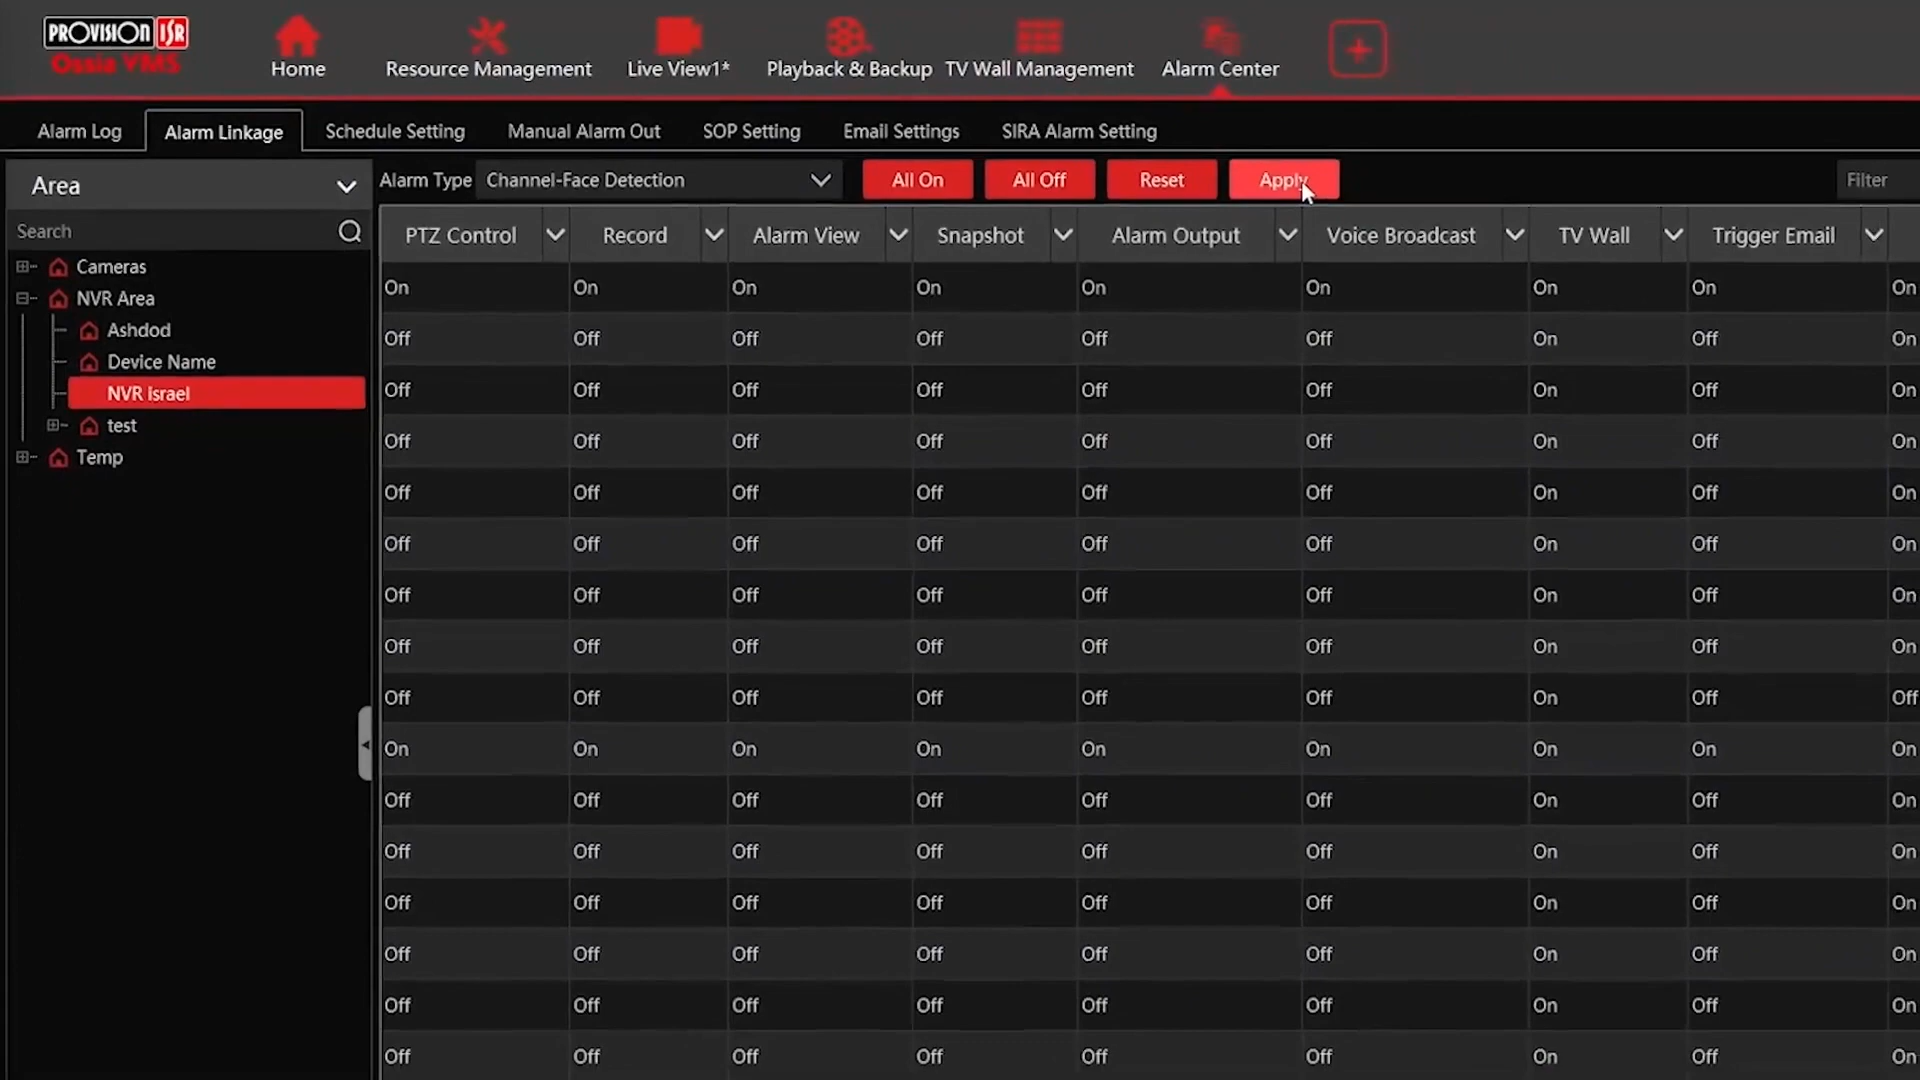 PROVISION ISR
Ossia VMS
Home
Resource Management
Live View1*
Playback & Backup
TV Wall Management
Alarm Center
Alarm Log
Alarm Linkage
Schedule Setting
Manual Alarm Out
SOP Setting
Email Settings
SIRA Alarm Setting
Area
Search
Cameras
NVR Area
Ashdod
Device Name
NVR Israel
test
Temp
Alarm Type Channel-Face Detection All On All Off Reset Apply Filter
PTZ Control Record Alarm View Snapshot Alarm Output Voice Broadcast TV Wall Trigger Email
On On On On On On On On On
Off Off Off Off Off Off On Off On
Off Off Off Off Off Off On Off On
Off Off Off Off Off Off On Off On
Off Off Off Off Off Off On Off On
Off Off Off Off Off Off On Off On
Off Off Off Off Off Off On Off On
Off Off Off Off Off Off On Off On
Off Off Off Off Off Off On Off Off
On On On On On On On On On
Off Off Off Off Off Off On Off On
Off Off Off Off Off Off On Off On
Off Off Off Off Off Off On Off On
Off Off Off Off Off Off On Off On
Off Off Off Off Off Off On Off On
Off Off Off Off Off Off On Off On